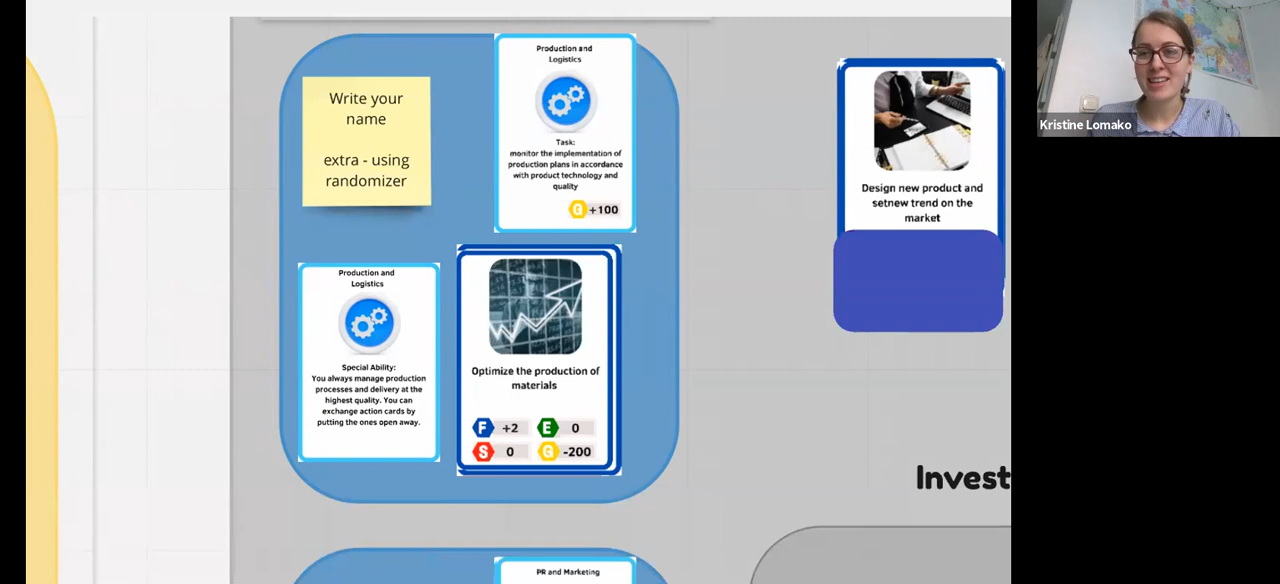 Write your
name
extra - using
randomizer
Production and
Logistics
Task:
monitor the implementation of
production plans in accordance
with product technology and
quality
G +100
Production and
Logistics
Special Ability:
You always manage production
processes and delivery at the
highest quality. You can
exchange action cards by
putting the ones open away.
Optimize the production of
materials
F +2 E 0
S 0 G -200
Design new product and
setnew trend on the
market
Invest
PR and Marketing
Kristine Lomako